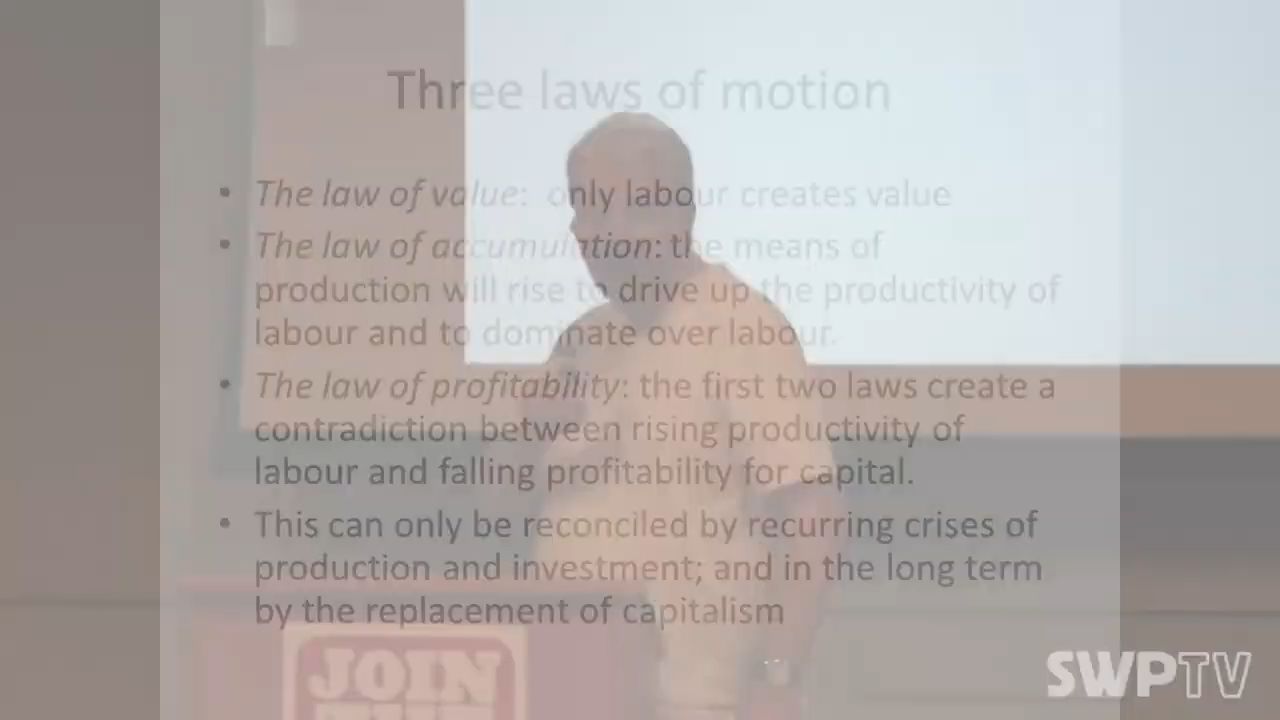 Three laws of motion
• The law of value:  only labour creates value
• The law of accumulation: the means of
production will rise to drive up the productivity of
labour and to dominate over labour.
• The law of profitability: the first two laws create a
contradiction between rising productivity of
labour and falling profitability for capital.
• This can only be reconciled by recurring crises of
production and investment; and in the long term
by the replacement of capitalism
JOIN
SWPTV